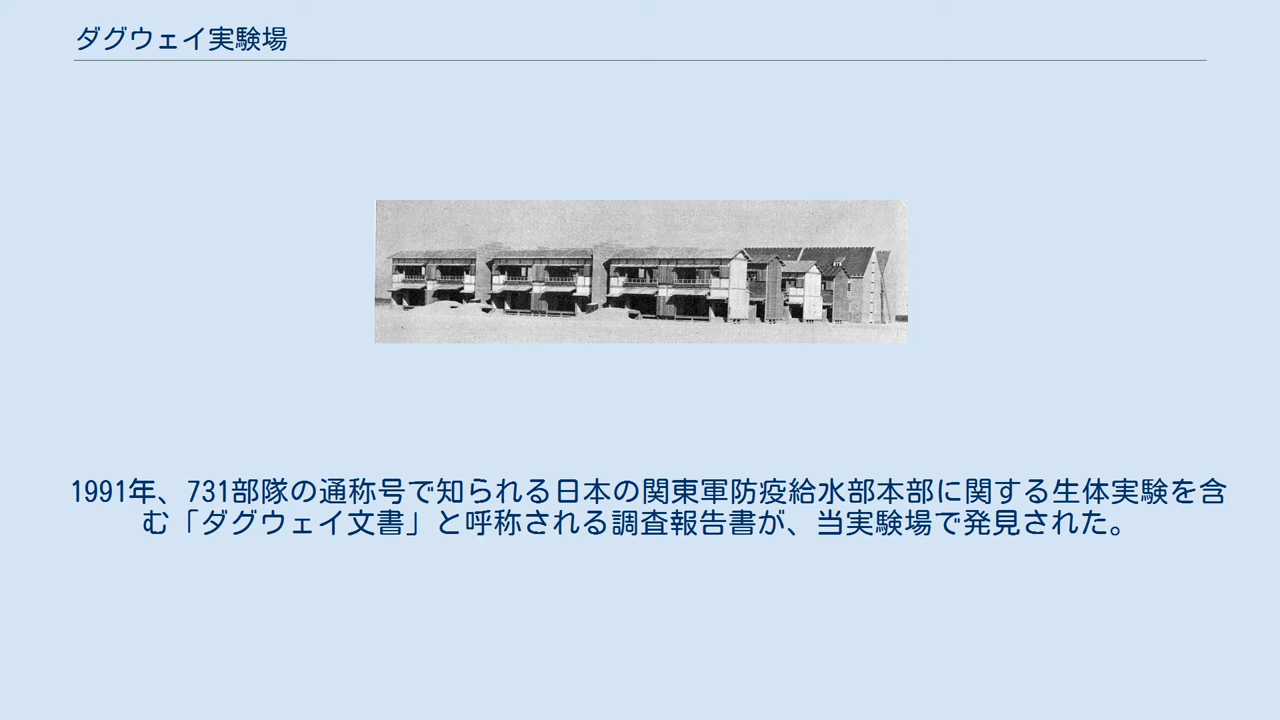 ダグウェイ実験場
1991年、731部隊の通称号で知られる日本の関東軍防疫給水部本部に関する生体実験を含
む「ダグウェイ文書」と呼称される調査報告書が、当実験場で発見された。